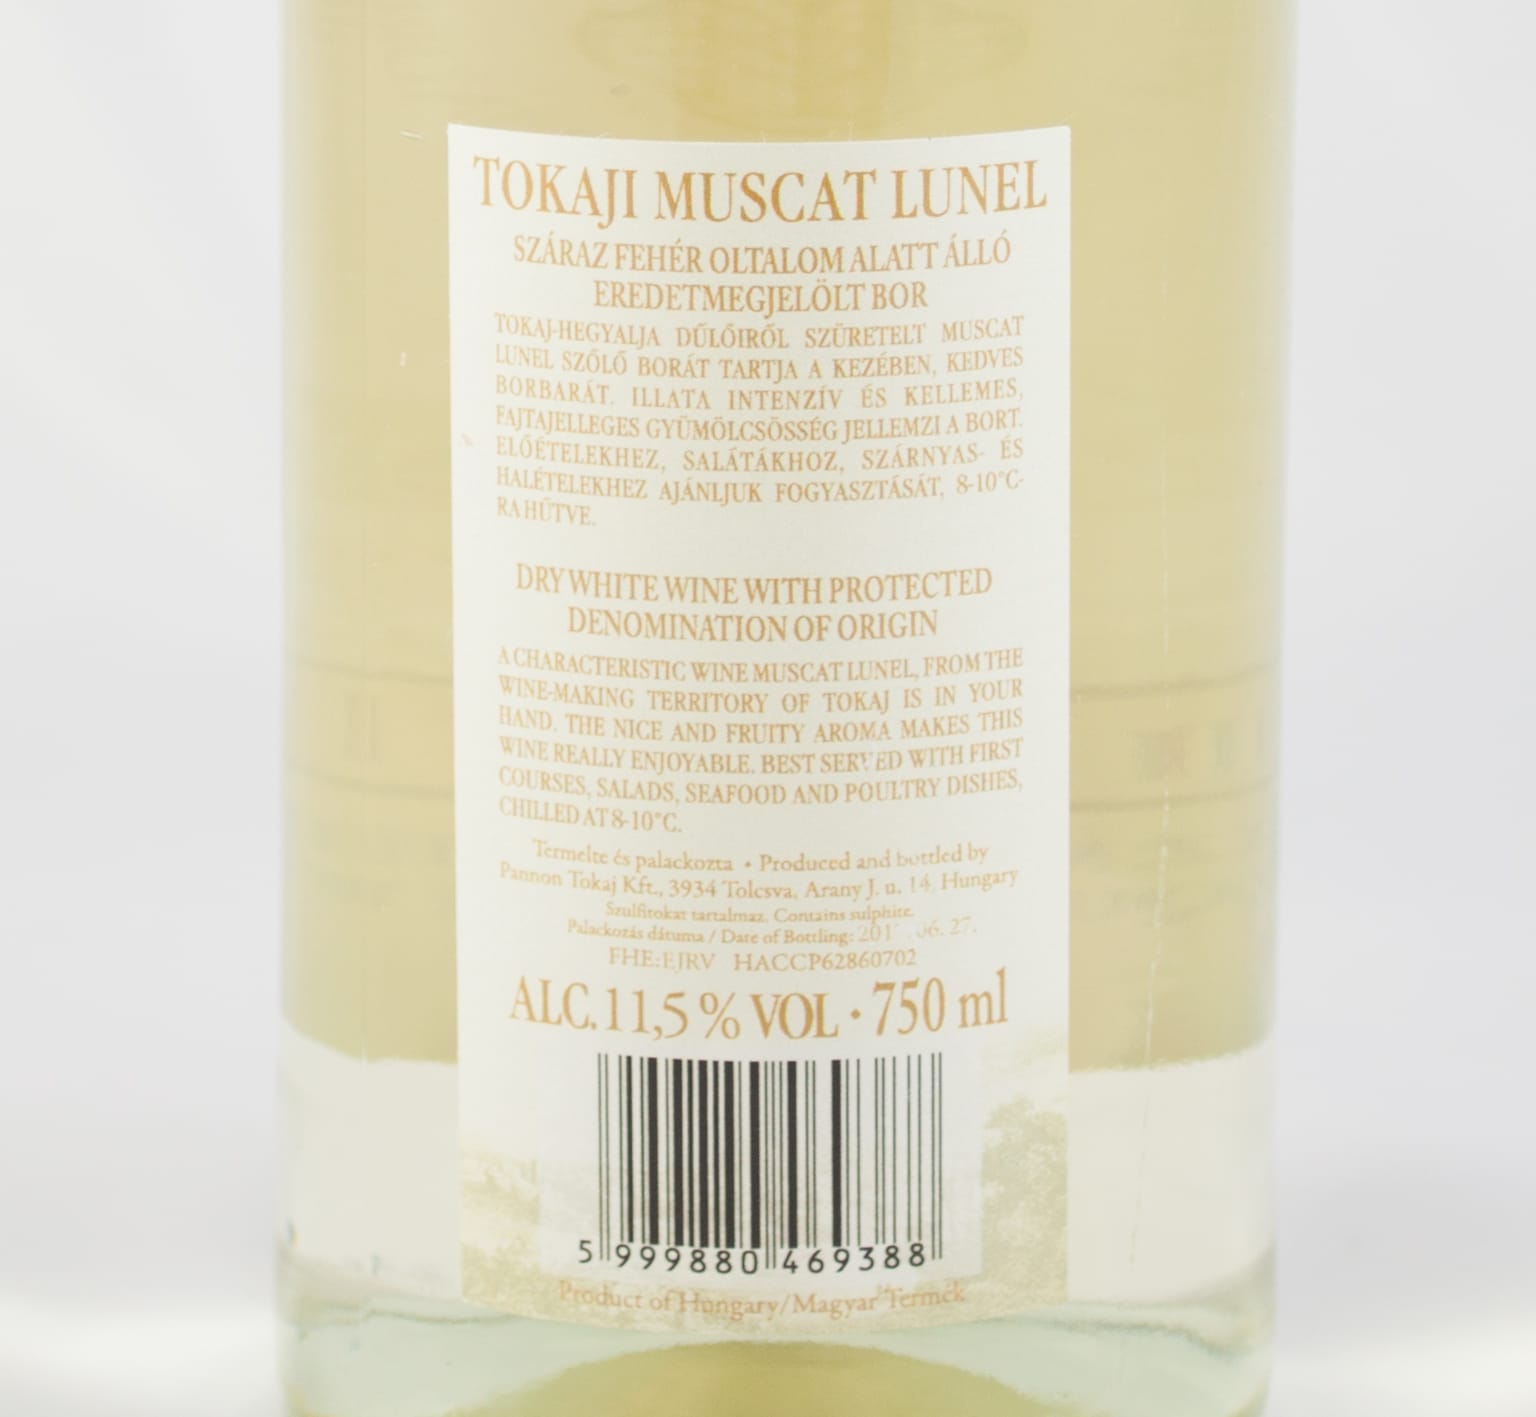 TOKAJI MUSCAT LUNEL
SZÁRAZ FEHÉR OLTALOM ALATT ÁLLÓ
EREDETMEGJELÖLT BOR
TOKAJ-HEGYALJA DŰLŐIRŐL SZÜRETELT MUSCAT
LUNEL SZŐLŐ BORÁT TARTJA A KEZÉBEN, KEDVES
BORBARÁT. ILLATA INTENZÍV ÉS KELLEMES,
FAJTAJELLEGES GYÜMÖLCSÖSSÉG JELLEMZI A BORT.
ELŐÉTELEKHEZ, SALÁTÁKHOZ, SZÁRNYAS- ÉS
HALÉTELEKHEZ AJÁNLJUK FOGYASZTÁSÁT, 8-10°C-
RA HŰTVE.
DRY WHITE WINE WITH PROTECTED
DENOMINATION OF ORIGIN
A CHARACTERISTIC WINE MUSCAT LUNEL, FROM THE
WINE-MAKING TERRITORY OF TOKAJ IS IN YOUR
HAND. THE NICE AND FRUITY AROMA MAKES THIS
WINE REALLY ENJOYABLE. BEST SERVED WITH FIRST
COURSES, SALADS, SEAFOOD AND POULTRY DISHES,
CHILLED AT 8-10°C.
Termelte és palackozta • Produced and bottled by
Pannon Tokaj Kft., 3934 Tolcsva, Arany J. u. 14, Hungary
Szulfitokat tartalmaz. Contains sulphite.
Palackozás dátuma / Date of Bottling: 06. 27.
FHE:EJRV HACCP62860702
ALC. 11,5 % VOL • 750 ml
5 999880 469388
Product of Hungary/Magyar Termék